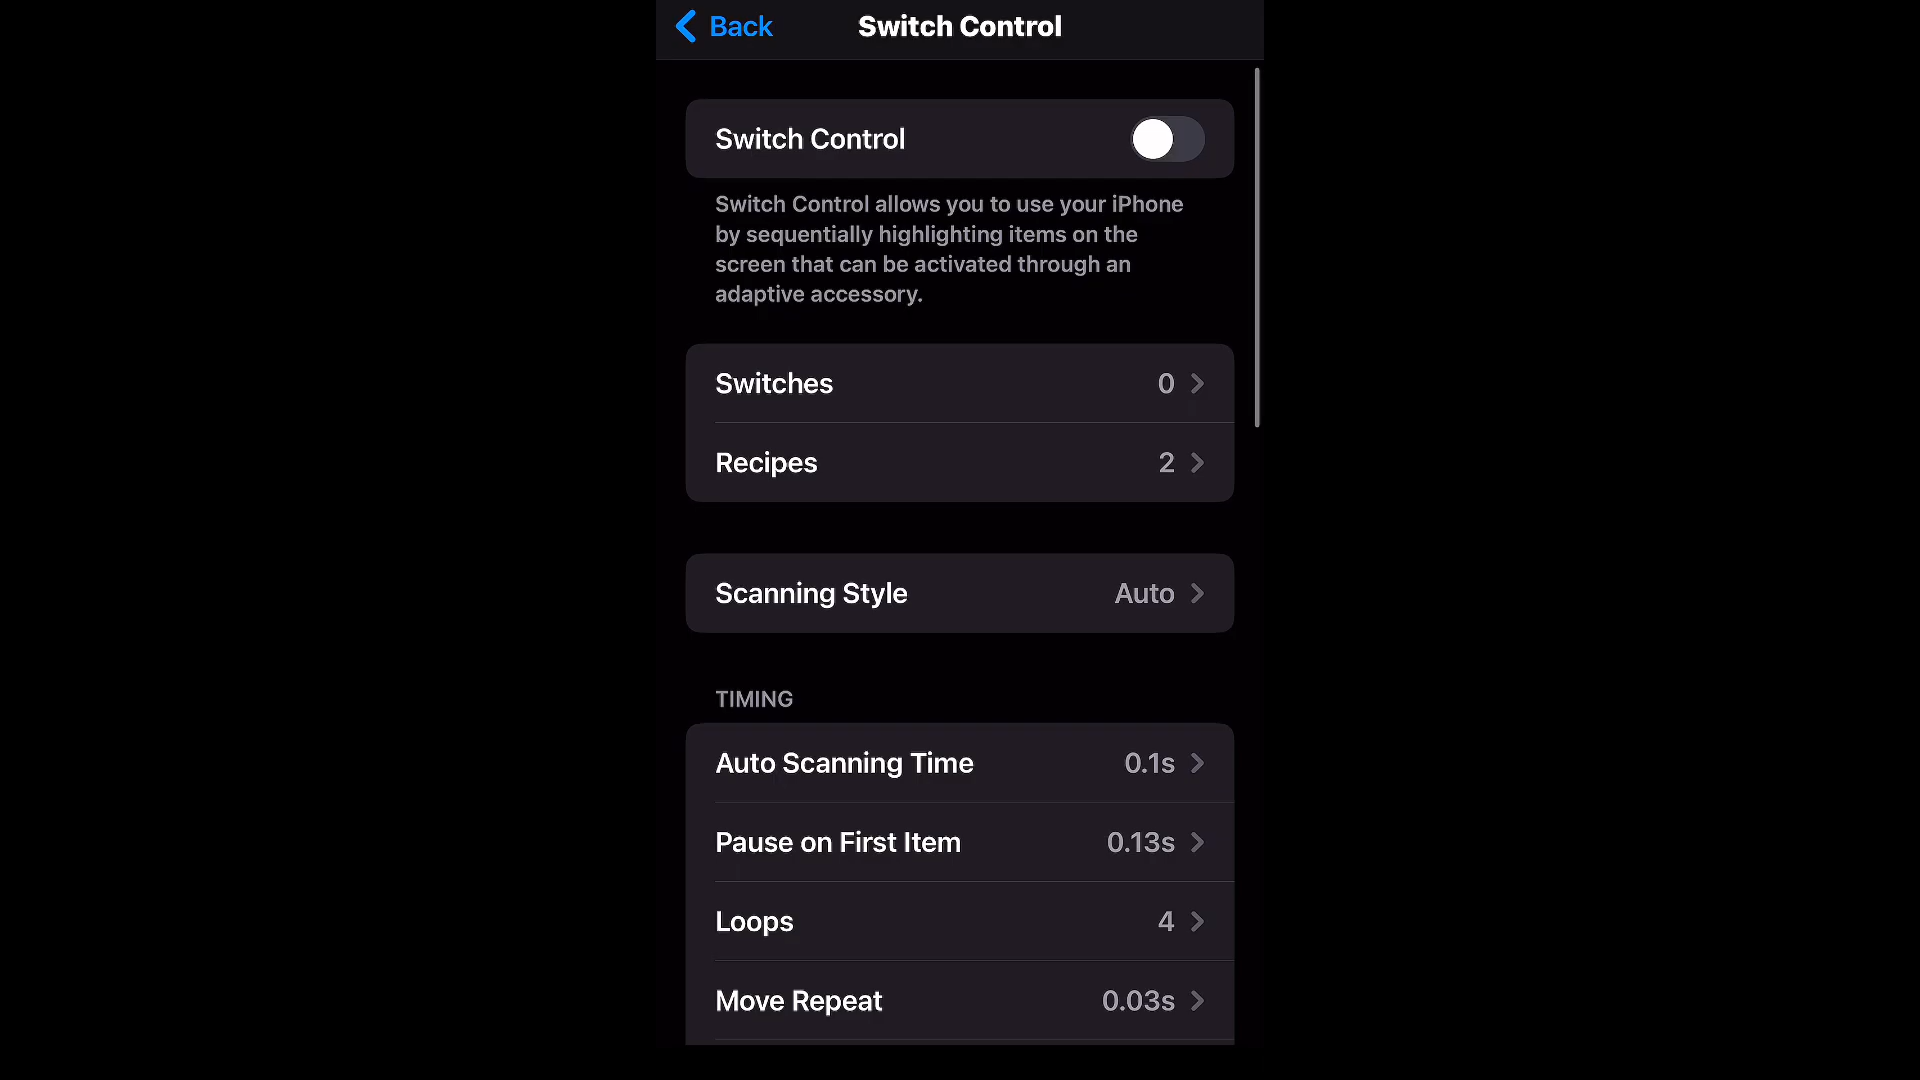 Back
Switch Control
Switch Control
Switch Control allows you to use your iPhone
by sequentially highlighting items on the
screen that can be activated through an
adaptive accessory.
Switches 0
Recipes 2
Scanning Style Auto
TIMING
Auto Scanning Time 0.1s
Pause on First Item 0.13s
Loops 4
Move Repeat 0.03s